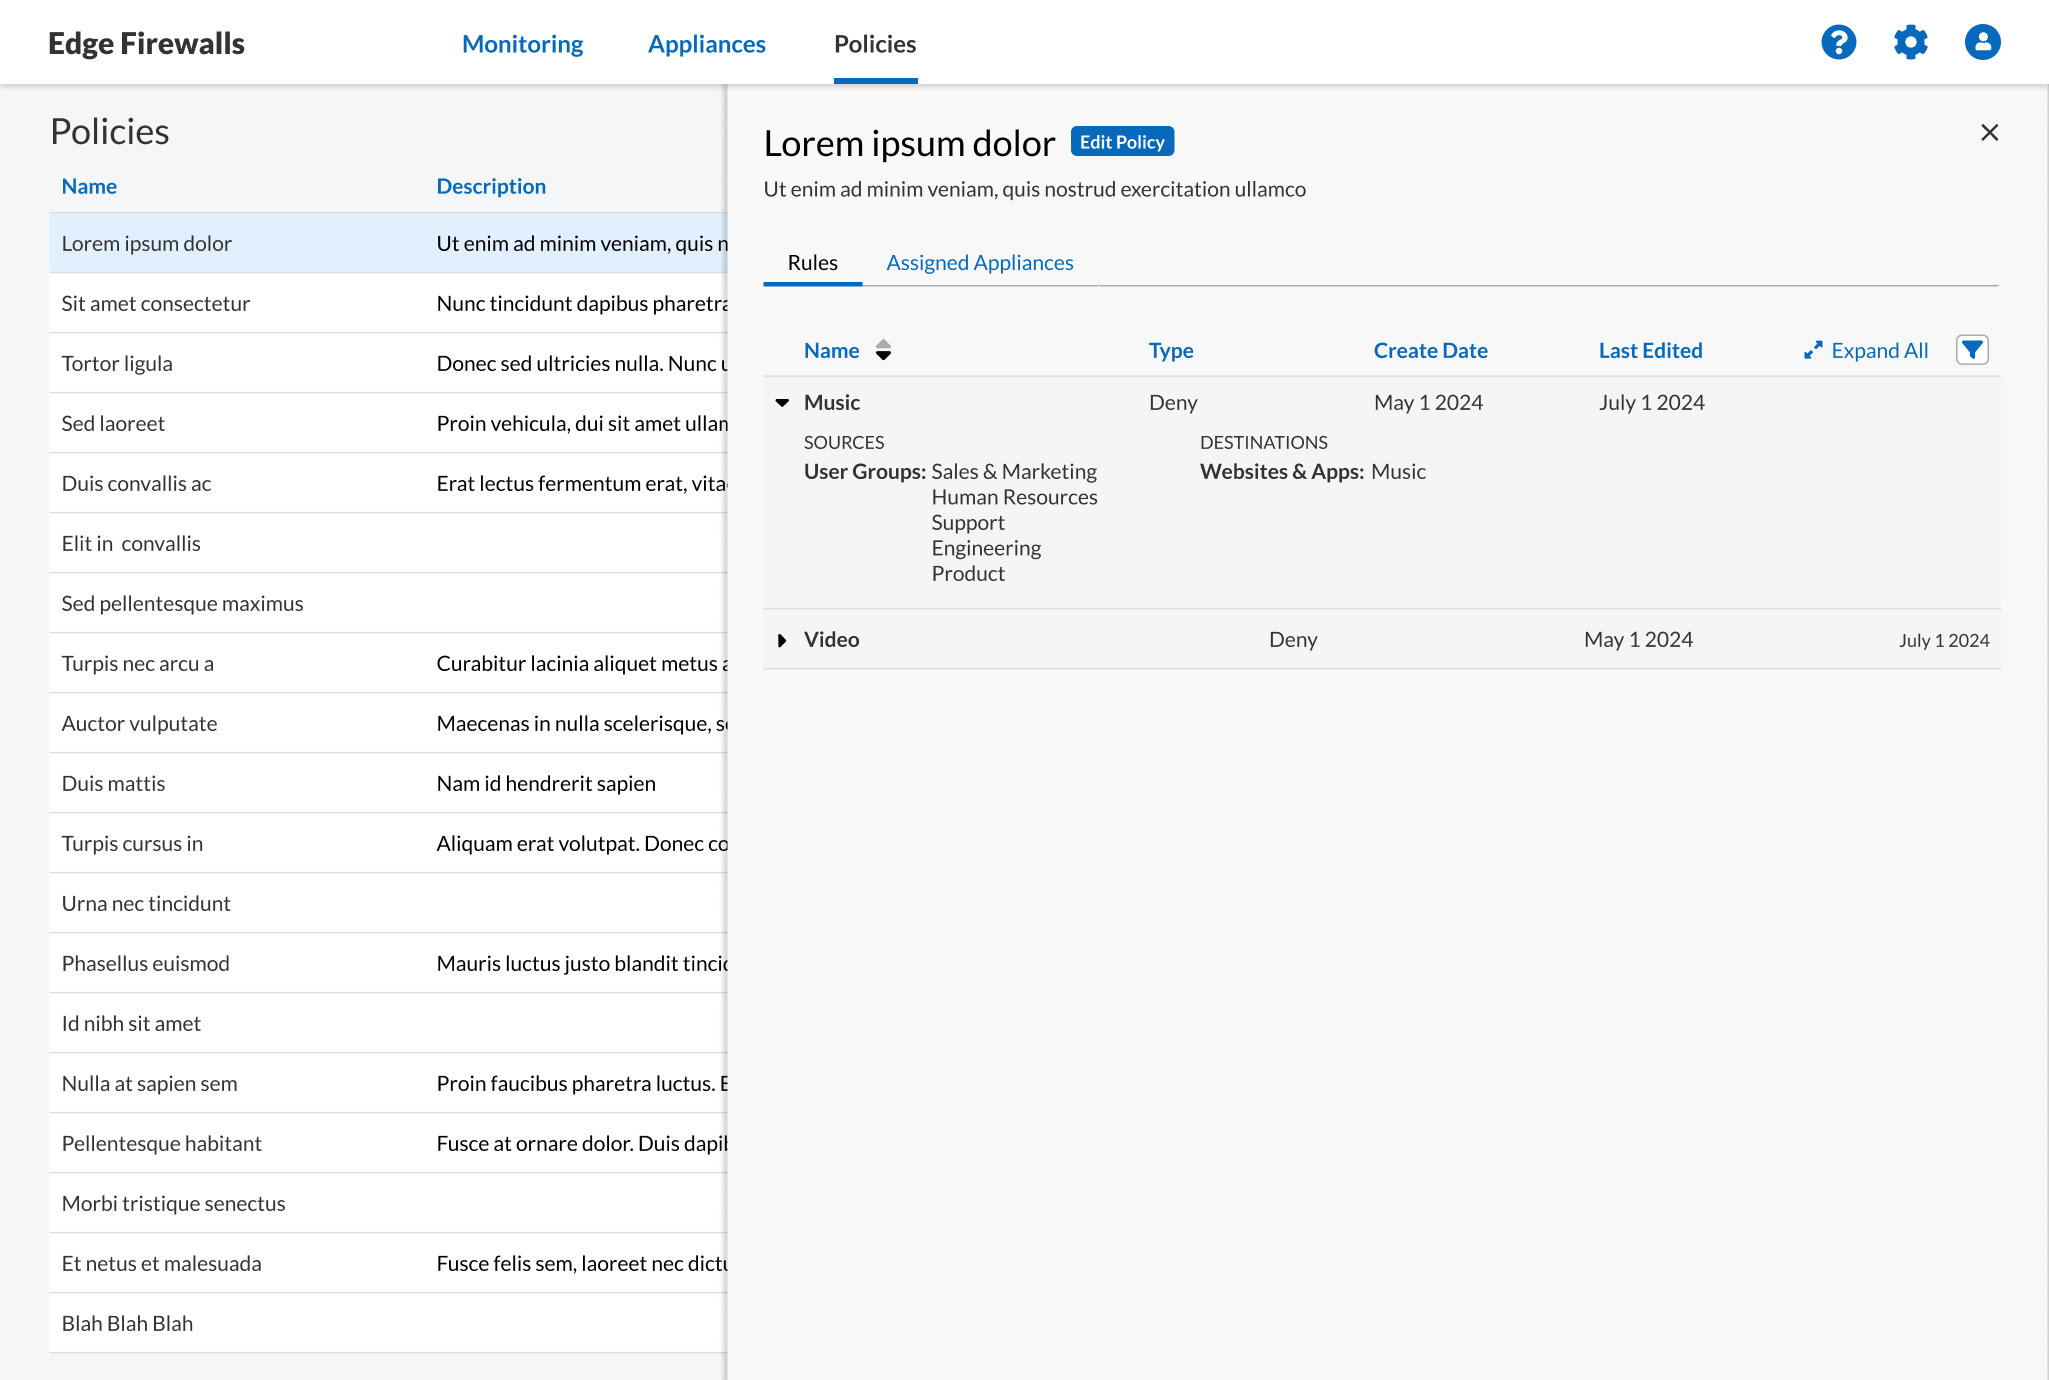 Edge Firewalls
Monitoring
Appliances
Policies
Policies
Name Description
Lorem ipsum dolor Ut enim ad minim veniam, quis n
Sit amet consectetur Nunc tincidunt dapibus pharetra
Tortor ligula Donec sed ultricies nulla. Nunc u
Sed laoreet Proin vehicula, dui sit amet ullam
Duis convallis ac Erat lectus fermentum erat, vitae
Elit in  convallis
Sed pellentesque maximus
Turpis nec arcu a Curabitur lacinia aliquet metus a
Auctor vulputate Maecenas in nulla scelerisque, se
Duis mattis Nam id hendrerit sapien
Turpis cursus in Aliquam erat volutpat. Donec co
Urna nec tincidunt
Phasellus euismod Mauris luctus justo blandit tincid
Id nibh sit amet
Nulla at sapien sem Proin faucibus pharetra luctus. E
Pellentesque habitant Fusce at ornare dolor. Duis dapib
Morbi tristique senectus
Et netus et malesuada Fusce felis sem, laoreet nec dictu
Blah Blah Blah
Lorem ipsum dolor
Edit Policy
Ut enim ad minim veniam, quis nostrud exercitation ullamco
Rules
Assigned Appliances
Name Type Create Date Last Edited Expand All
Music Deny May 1 2024 July 1 2024
SOURCES DESTINATIONS
User Groups: Sales & Marketing Websites & Apps: Music
Human Resources
Support
Engineering
Product
Video Deny May 1 2024 July 1 2024